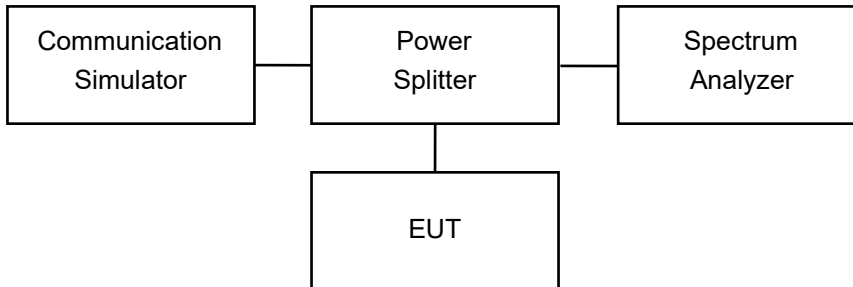 Communication
Simulator
Power
Splitter
Spectrum
Analyzer
EUT